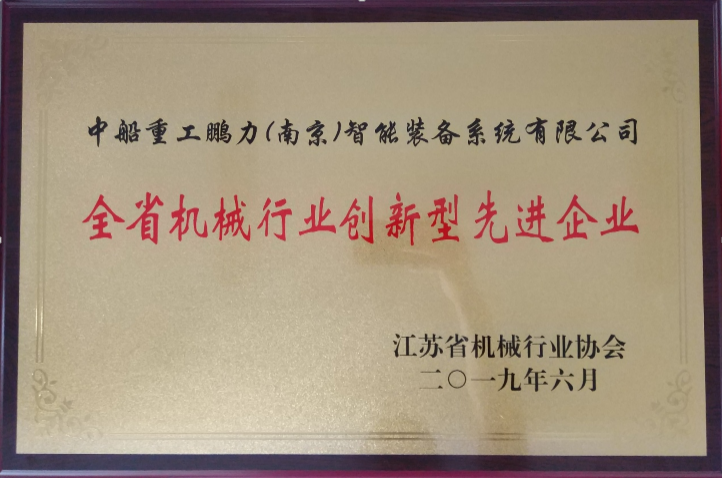 中船重工鹏力(南京)智能装备系统有限公司
全省机械行业创新型先进企业
江苏省机械行业协会
二〇一九年六月